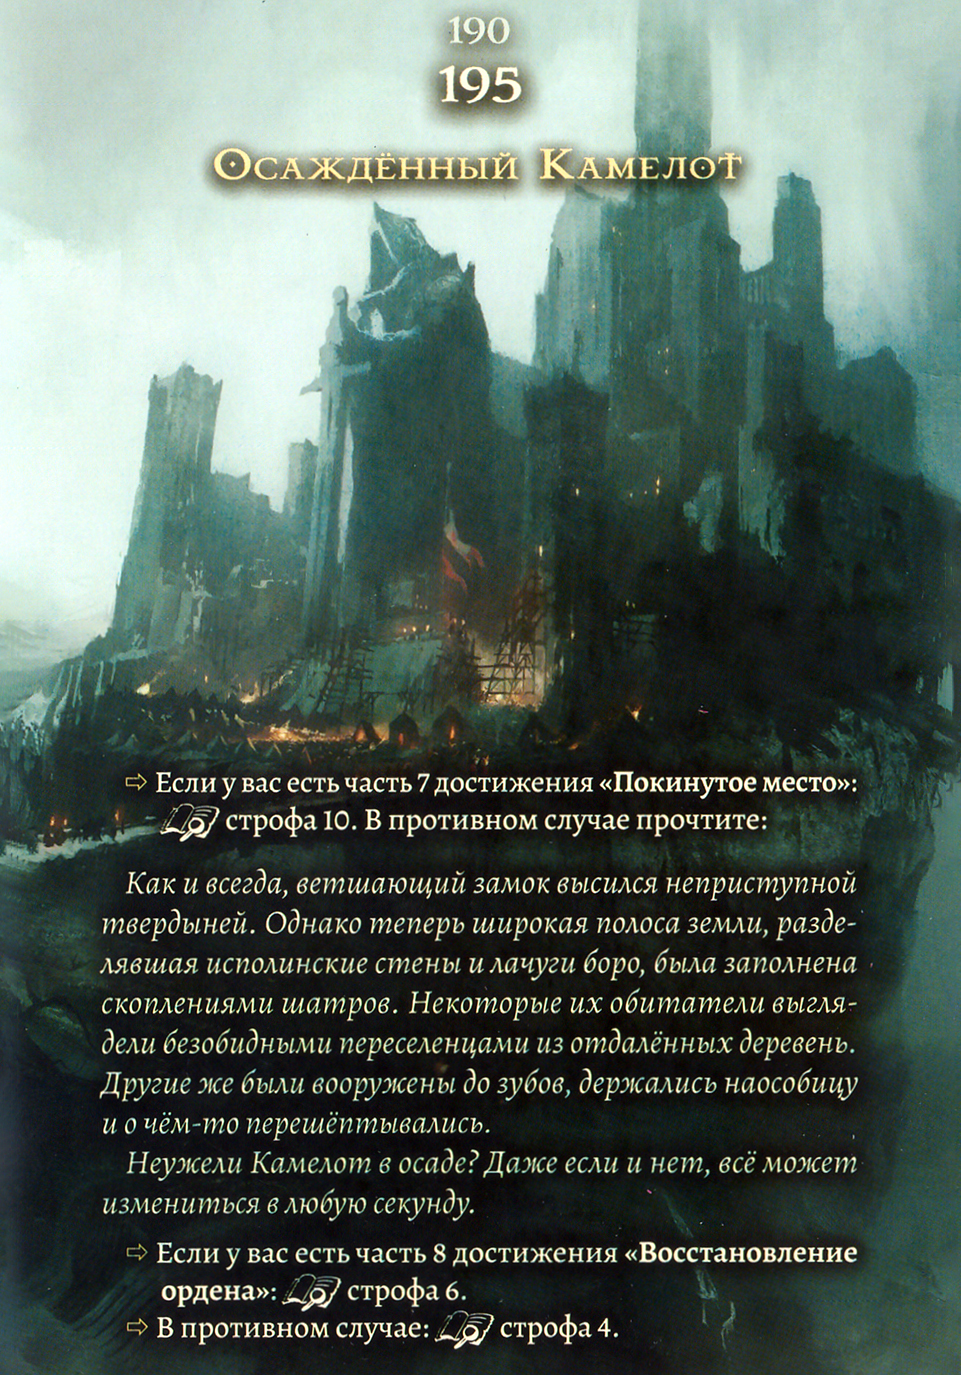 190
195
Осаждённый Камелот
⇨ Если у вас есть часть 7 достижения «Покинутое место»:
строфа 10. В противном случае прочтите:
Как и всегда, ветшающий замок высился неприступной
твердыней. Однако теперь широкая полоса земли, разде-
лявшая исполинские стены и лачуги боро, была заполнена
скоплениями шатров. Некоторые их обитатели выгля-
дели безобидными переселенцами из отдалённых деревень.
Другие же были вооружены до зубов, держались наособицу
и о чём-то перешёптывались.
Неужели Камелот в осаде? Даже если и нет, всё может
измениться в любую секунду.
⇨ Если у вас есть часть 8 достижения «Восстановление
ордена»: строфа 6.
⇨ В противном случае: строфа 4.